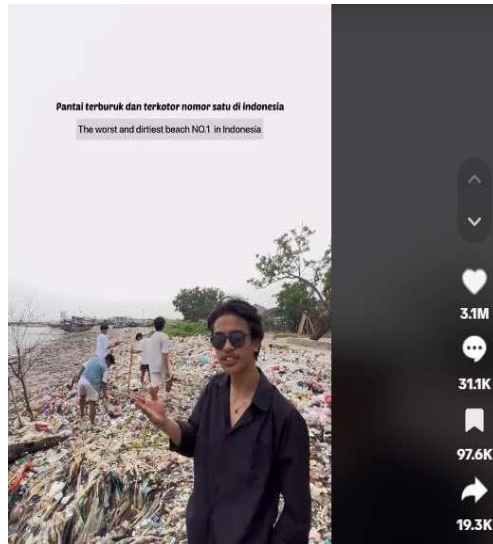 Pantai terburuk dan terkotor nomor satu di indonesia
The worst and dirtiest beach NO.1 in Indonesia
3.1M
31.1K
97.6K
19.3K